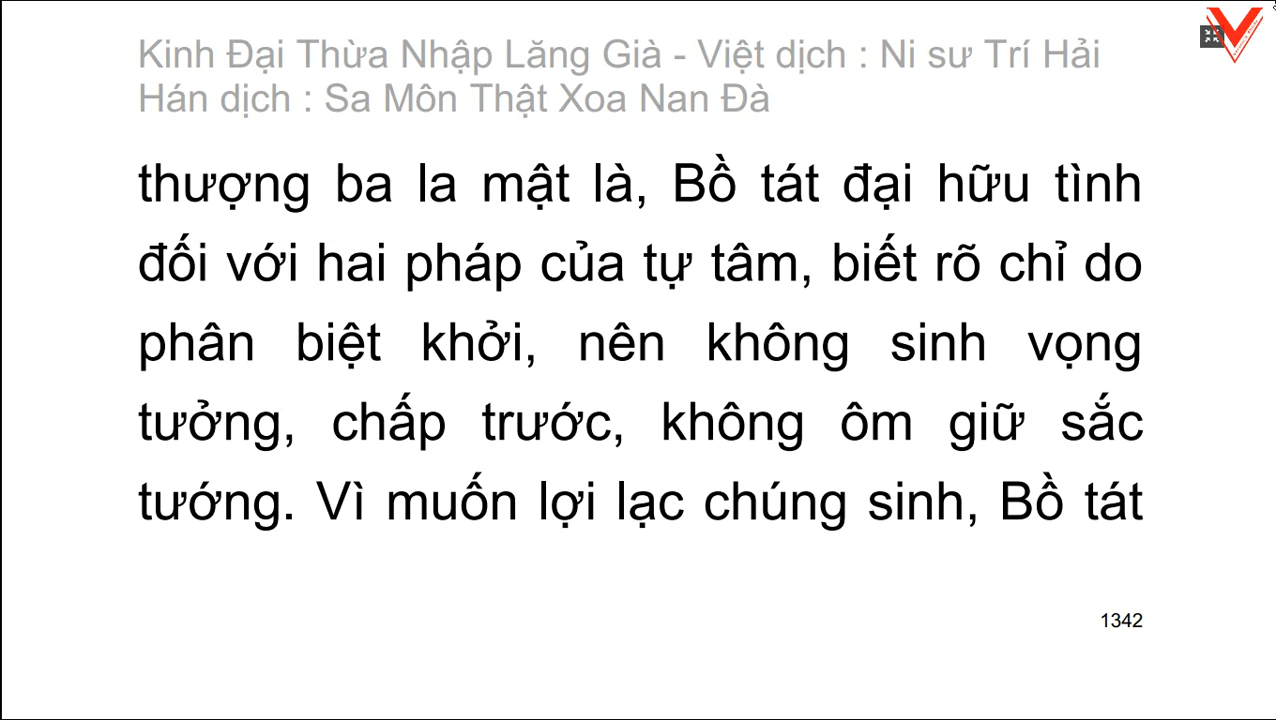 Kinh Đại Thừa Nhập Lăng Già - Việt dịch : Ni sư Trí Hải
Hán dịch : Sa Môn Thật Xoa Nan Đà
thượng ba la mật là, Bồ tát đại hữu tình
đối với hai pháp của tự tâm, biết rõ chỉ do
phân biệt khởi, nên không sinh vọng
tưởng, chấp trước, không ôm giữ sắc
tướng. Vì muốn lợi lạc chúng sinh, Bồ tát
1342